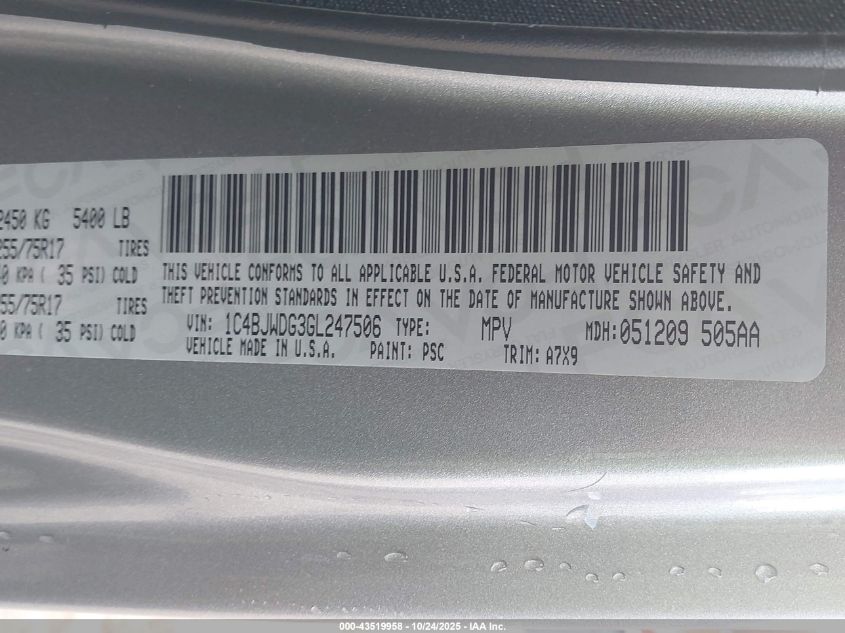 2450 KG 5400 LB
255/75R17 TIRES
KPA ( 35 PSI) COLD
255/75R17 TIRES
KPA ( 35 PSI) COLD
THIS VEHICLE CONFORMS TO ALL APPLICABLE U.S.A. FEDERAL MOTOR VEHICLE SAFETY AND
THEFT PREVENTION STANDARDS IN EFFECT ON THE DATE OF MANUFACTURE SHOWN ABOVE.
VIN: 1C4BJWDG3GL247506 TYPE: MPV MDH:051209 505AA
VEHICLE MADE IN U.S.A. PAINT: PSC TRIM: A7X9
000-43519958 - 10/24/2025 - IAA Inc.